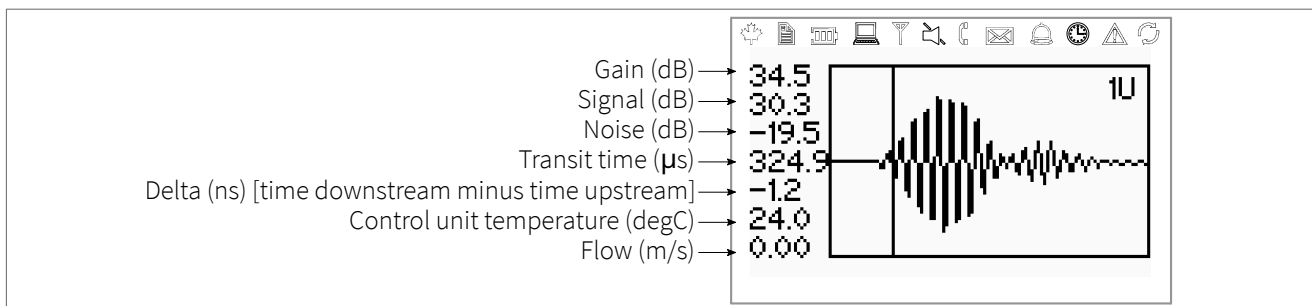 Gain (dB) 34.5 1U
Signal (dB) 30.3
Noise (dB) -19.5
Transit time (µs) 324.9
Delta (ns) [time downstream minus time upstream] -1.2
Control unit temperature (degC) 24.0
Flow (m/s) 0.00